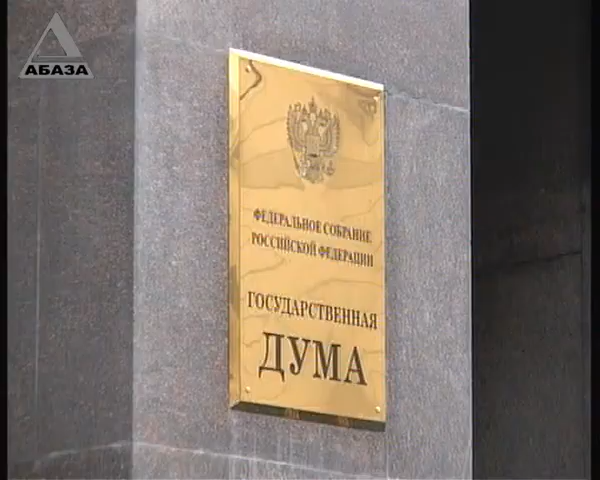 АБАЗА
ФЕДЕРАЛЬНОЕ СОБРАНИЕ
РОССИЙСКОЙ ФЕДЕРАЦИИ
ГОСУДАРСТВЕННАЯ
ДУМА